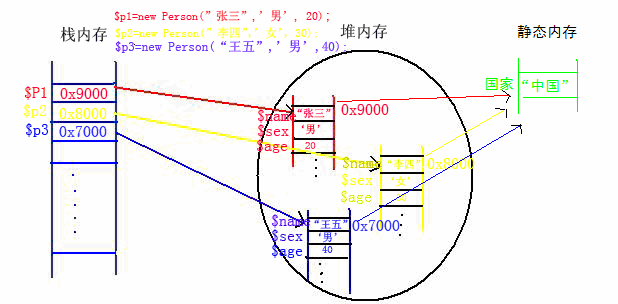 $p1=new Person("张三",'男', 20);
$p2=new Person("李四",'女', 30);
$p3=new Person("王五",'男',40);
栈内存
堆内存
静态内存
$P1 0x9000
$p2 0x8000
$p3 0x7000
$name "张三" 0x9000
$sex '男'
$age 20
国家 "中国"
$name "李四" 0x8000
$sex '女'
$age
$name "王五" 0x7000
$sex '男'
$age 40